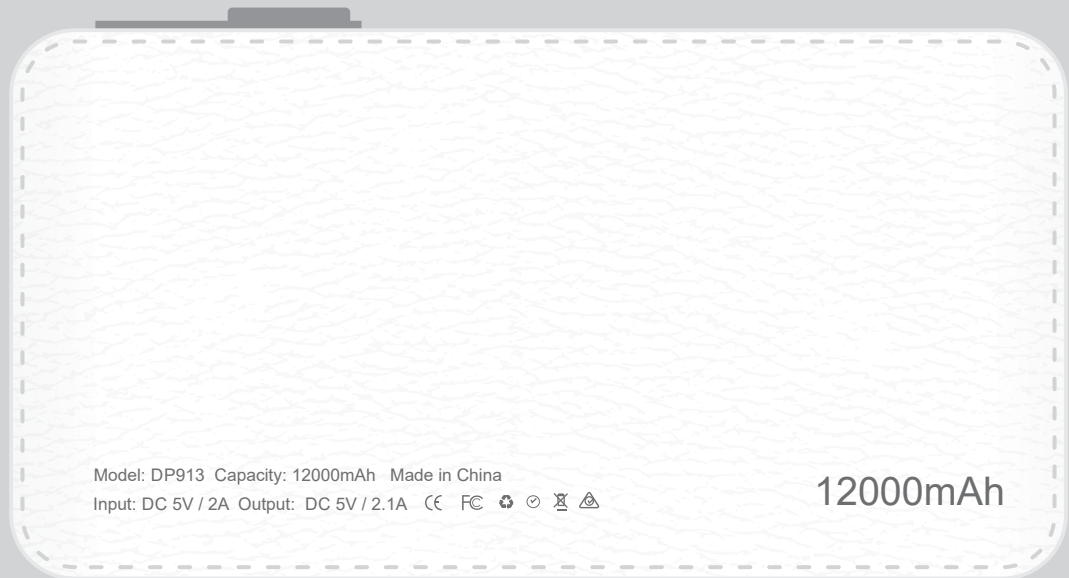 Model: DP913 Capacity: 12000mAh Made in China
Input: DC 5V / 2A Output: DC 5V / 2.1A CE FC
12000mAh